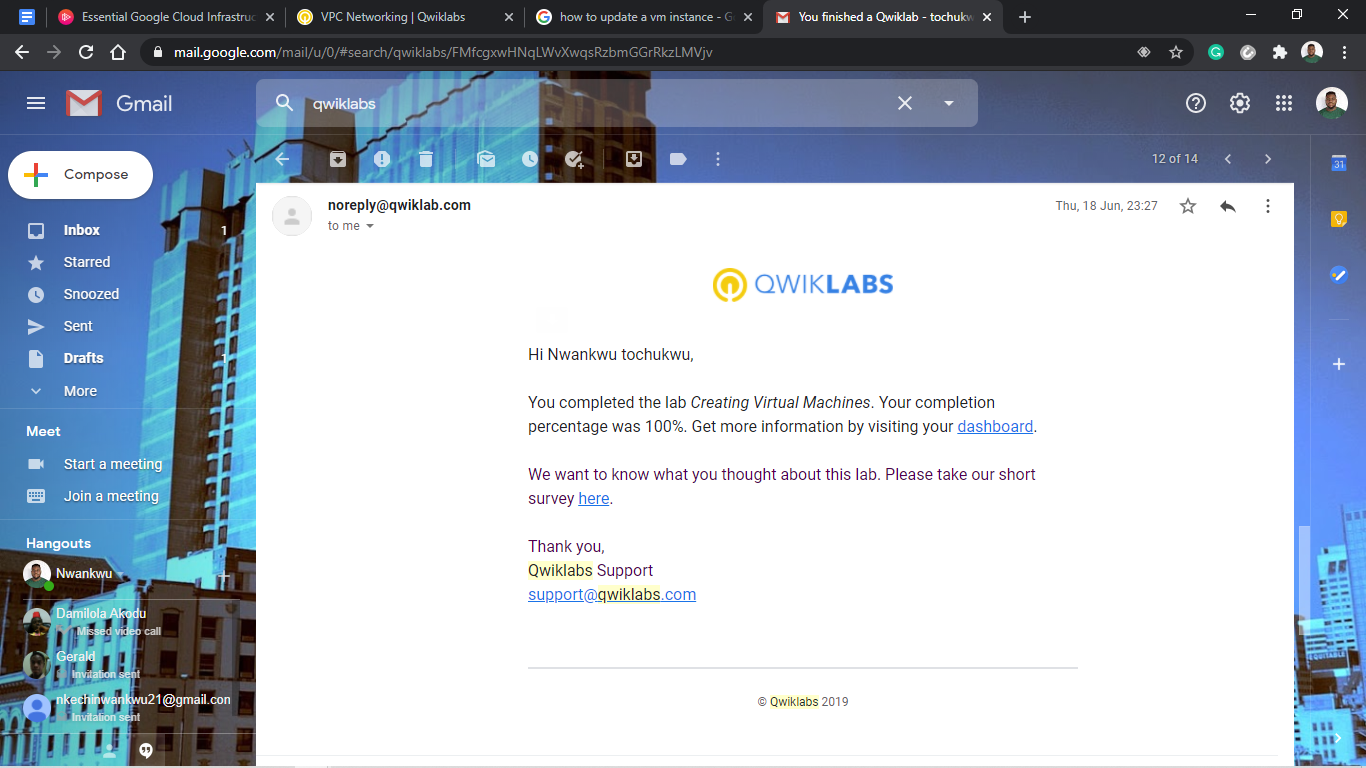 Essential Google Cloud Infrastruc
VPC Networking | Qwiklabs
how to update a vm instance - G
You finished a Qwiklab - tochukw
mail.google.com/mail/u/0/#search/qwiklabs/FMfcgxwHNqLWvXwqsRzbmGGrRkzLMVjv
Gmail
qwiklabs
12 of 14
Compose
31
noreply@qwiklab.com
Thu, 18 Jun, 23:27
to me
Inbox 1
Starred
Snoozed
Sent
Drafts 1
More
QWIKLABS
Hi Nwankwu tochukwu,
You completed the lab Creating Virtual Machines. Your completion
percentage was 100%. Get more information by visiting your dashboard.
We want to know what you thought about this lab. Please take our short
survey here.
Thank you,
Qwiklabs Support
support@qwiklabs.com
© Qwiklabs 2019
Meet
Start a meeting
Join a meeting
Hangouts
Nwankwu
Damilola Akodu
Missed video call
Gerald
Invitation sent
nkechinwankwu21@gmail.con
Invitation sent